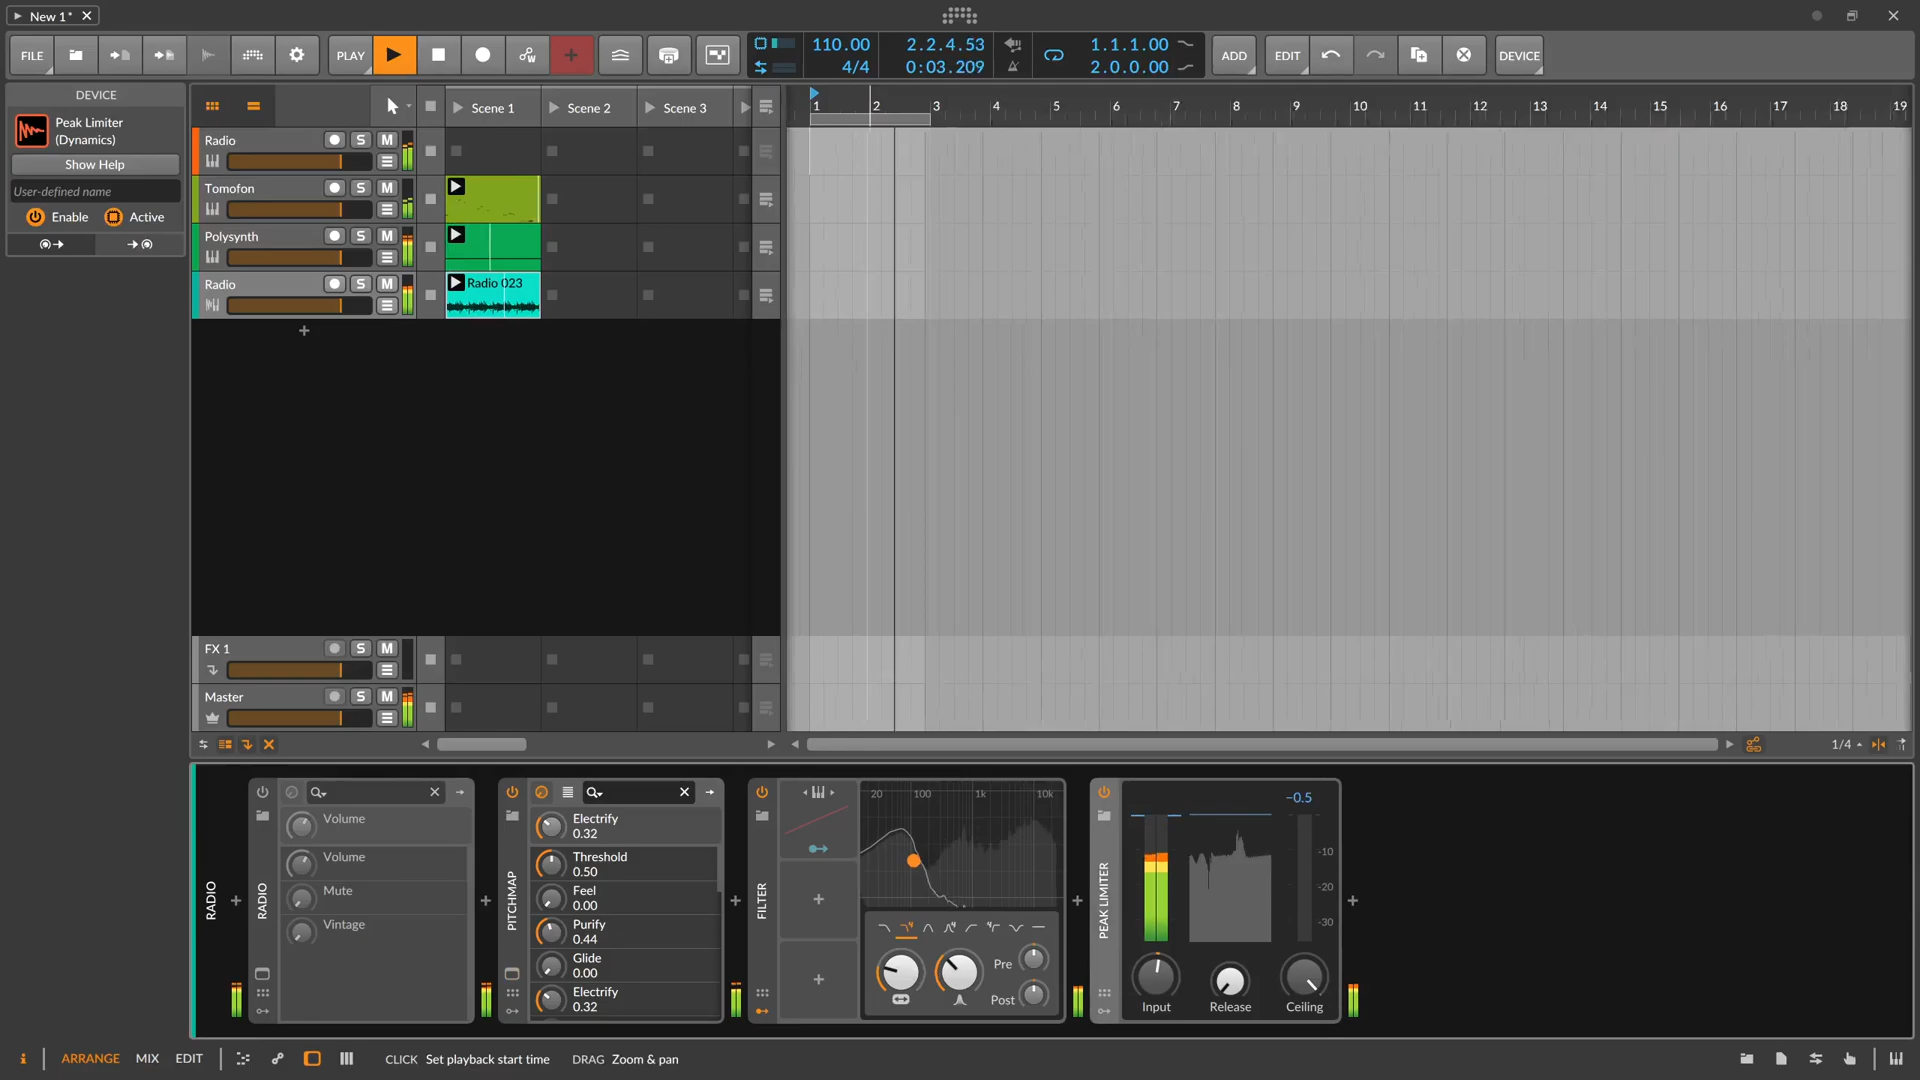 New 1*
FILE
PLAY
110.00
4/4
2.2.4.53
0:03.209
1.1.1.00
2.0.0.00
ADD
EDIT
DEVICE
DEVICE
Peak Limiter
(Dynamics)
Show Help
User-defined name
Enable
Active
Scene 1
Scene 2
Scene 3
1 2 3 4 5 6 7 8 9 10 11 12 13 14 15 16 17 18 19
Radio S M
Tomofon S M
Polysynth S M
Radio S M
Radio 023
FX 1 S M
Master S M
1/4
RADIO
RADIO
Volume
Volume
Mute
Vintage
PITCHMAP
Electrify
0.32
Threshold
0.50
Feel
0.00
Purify
0.44
Glide
0.00
Electrify
0.32
FILTER
20 100 1k 10k
Pre
Post
PEAK LIMITER
-0.5
-10
-20
-30
Input
Release
Ceiling
i
ARRANGE
MIX
EDIT
CLICK Set playback start time
DRAG Zoom & pan